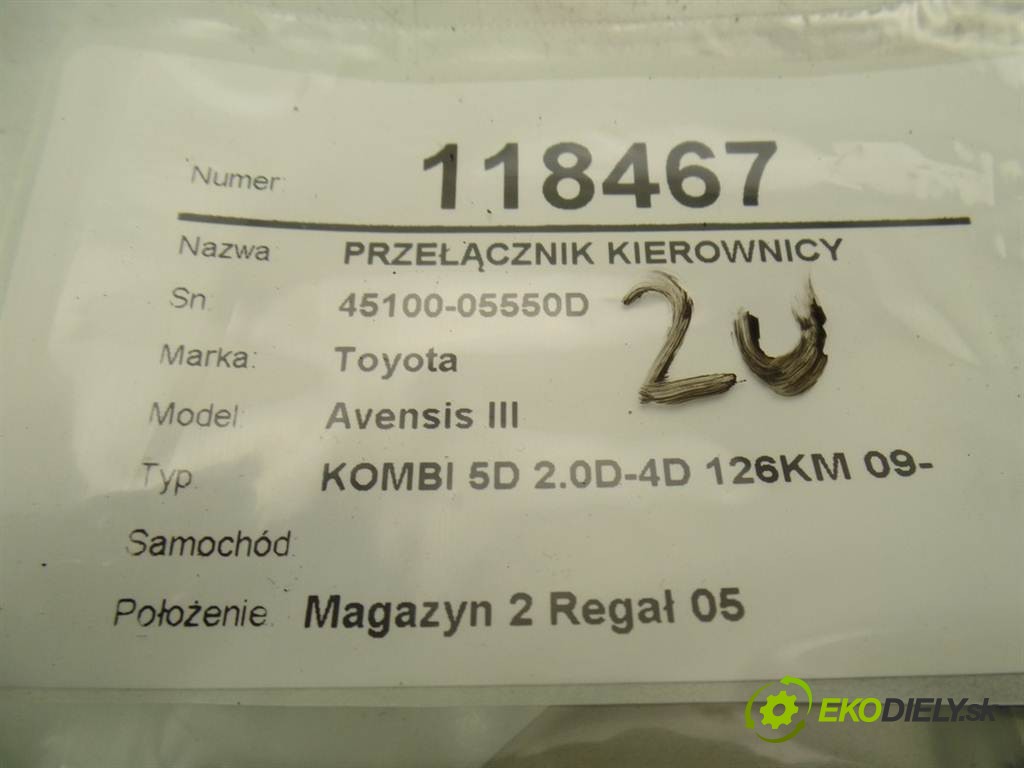 Numer: 118467
Nazwa PRZEŁĄCZNIK KIEROWNICY
Sn. 45100-05550D
20
Marka: Toyota
Model: Avensis III
Typ. KOMBI 5D 2.0D-4D 126KM 09-
Samochód:
Położenie. Magazyn 2 Regał 05
EKODIELY.sk